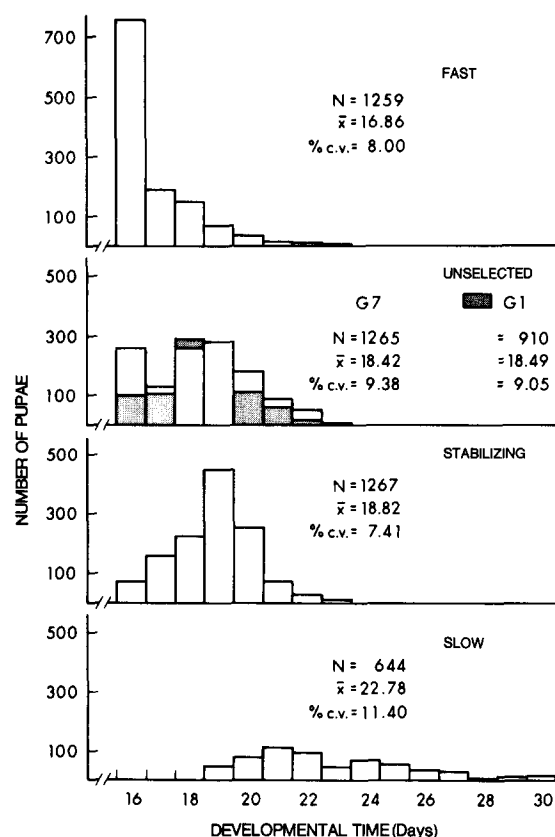 NUMBER OF PUPAE
700
500
300
100
FAST
N = 1259
x̄ = 16.86
% c.v. = 8.00
500
300
100
UNSELECTED
G7 G1
N = 1265 = 910
x̄ = 18.42 = 18.49
% c.v. = 9.38 = 9.05
500
300
100
STABILIZING
N = 1267
x̄ = 18.82
% c.v. = 7.41
500
300
100
SLOW
N = 644
x̄ = 22.78
% c.v. = 11.40
16 18 20 22 24 26 28 30
DEVELOPMENTAL TIME (Days)